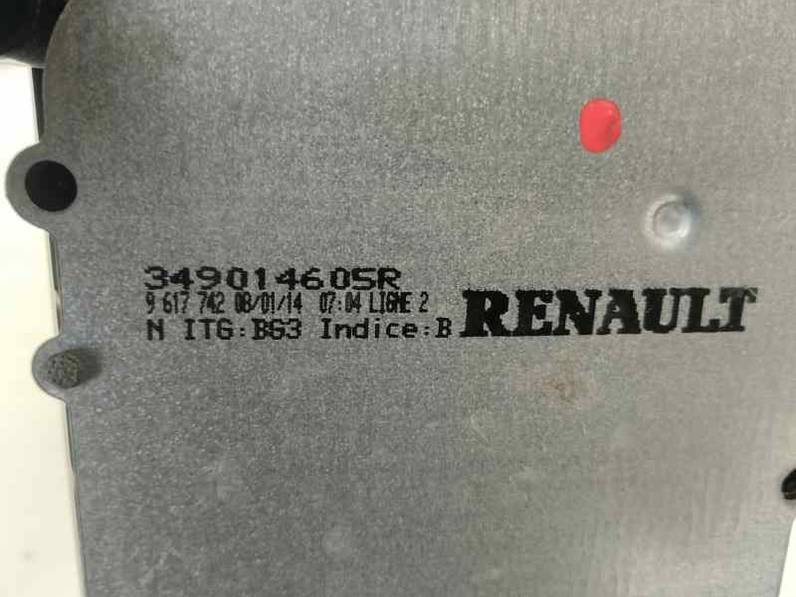 349014605R
9 617 742 08/01/14 07:04 LIGNE 2
N ITG:BG3 Indice:B
RENAULT